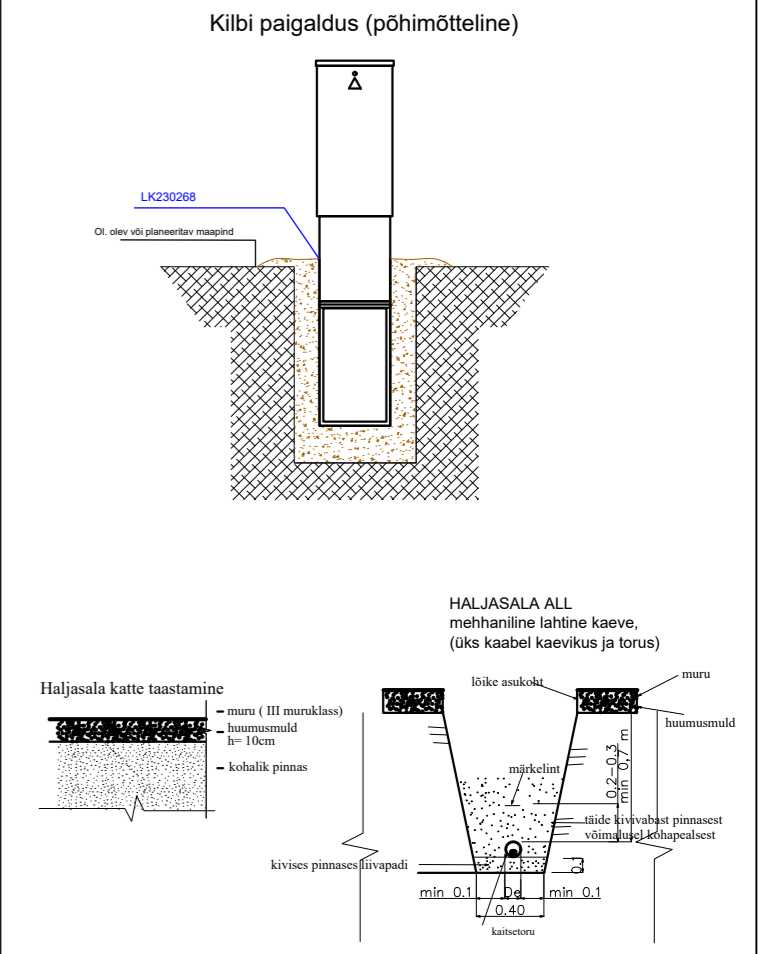 Kilbi paigaldus (põhimõtteline)
LK230268
Ol. olev või planeeritav maapind
HALJASALA ALL
mehhaniline lahtine kaeve,
(üks kaabel kaevikus ja torus)
Haljasala katte taastamine
muru ( III muruklass)
huumusmuld
h= 10cm
kohalik pinnas
lõike asukoht
muru
huumusmuld
märkelint
0.2-0.3
min 0,7 m
täide kivivabast pinnasest
võimalusel kohapealsest
kivises pinnases liivapadi
0.1
min 0.1
De
min 0.1
0.40
kaitsetoru